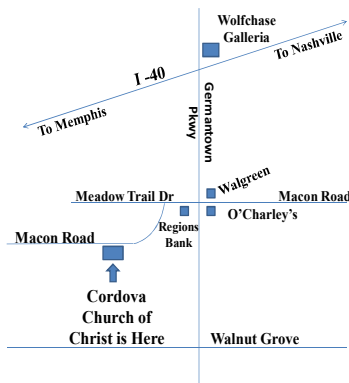 Wolfchase
Galleria
To Nashville
I -40
To Memphis
Germantown
Pkwy
Walgreen
Meadow Trail Dr
Macon Road
O'Charley's
Regions
Bank
Macon Road
Cordova
Church of
Christ is Here
Walnut Grove